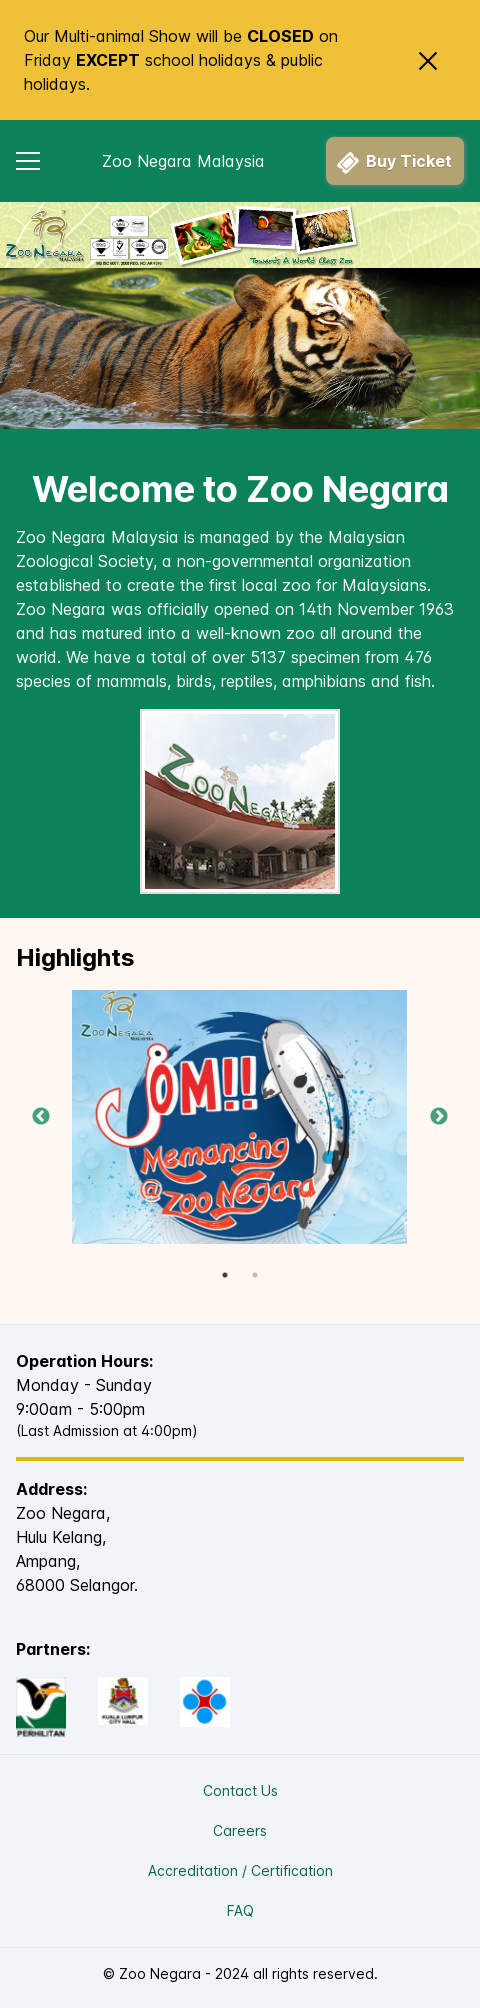 Our Multi-animal Show will be CLOSED on
Friday EXCEPT school holidays & public
holidays.
Zoo Negara Malaysia
Buy Ticket
ZOO NEGARA
MALAYSIA
Towards A World Class Zoo
Welcome to Zoo Negara
Zoo Negara Malaysia is managed by the Malaysian
Zoological Society, a non-governmental organization
established to create the first local zoo for Malaysians.
Zoo Negara was officially opened on 14th November 1963
and has matured into a well-known zoo all around the
world. We have a total of over 5137 specimen from 476
species of mammals, birds, reptiles, amphibians and fish.
ZOO NEGARA
Highlights
ZOO NEGARA
MALAYSIA
JOM!!
Memancing
@ Zoo Negara
Operation Hours:
Monday - Sunday
9:00am - 5:00pm
(Last Admission at 4:00pm)
Address:
Zoo Negara,
Hulu Kelang,
Ampang,
68000 Selangor.
Partners:
PERHILITAN
KUALA LUMPUR
CITY HALL
Contact Us
Careers
Accreditation / Certification
FAQ
© Zoo Negara - 2024 all rights reserved.